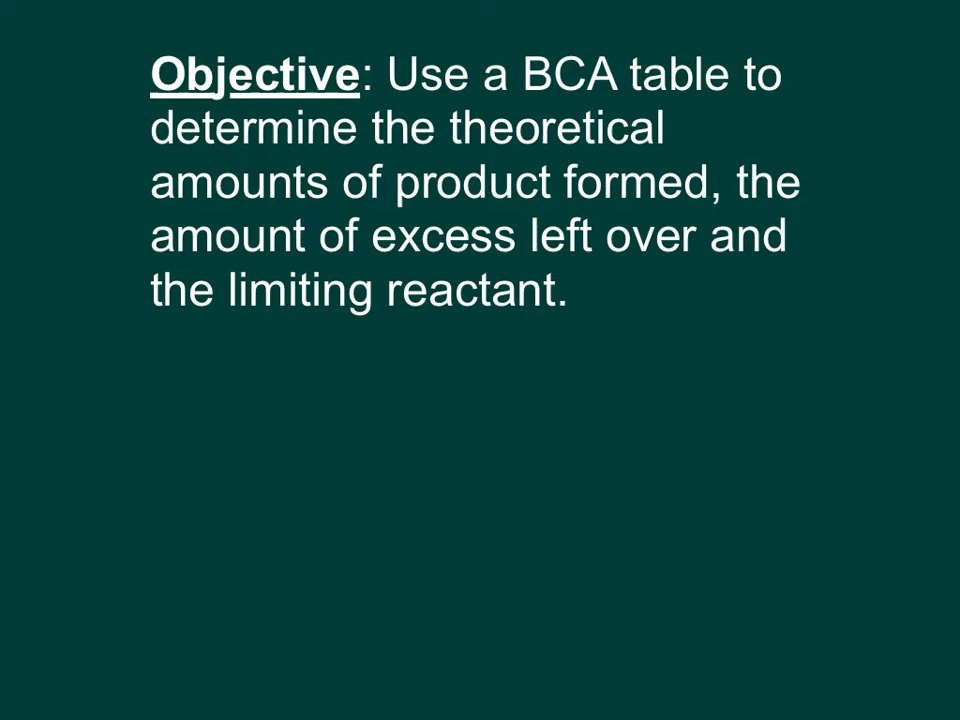 Objective: Use a BCA table to
determine the theoretical
amounts of product formed, the
amount of excess left over and
the limiting reactant.